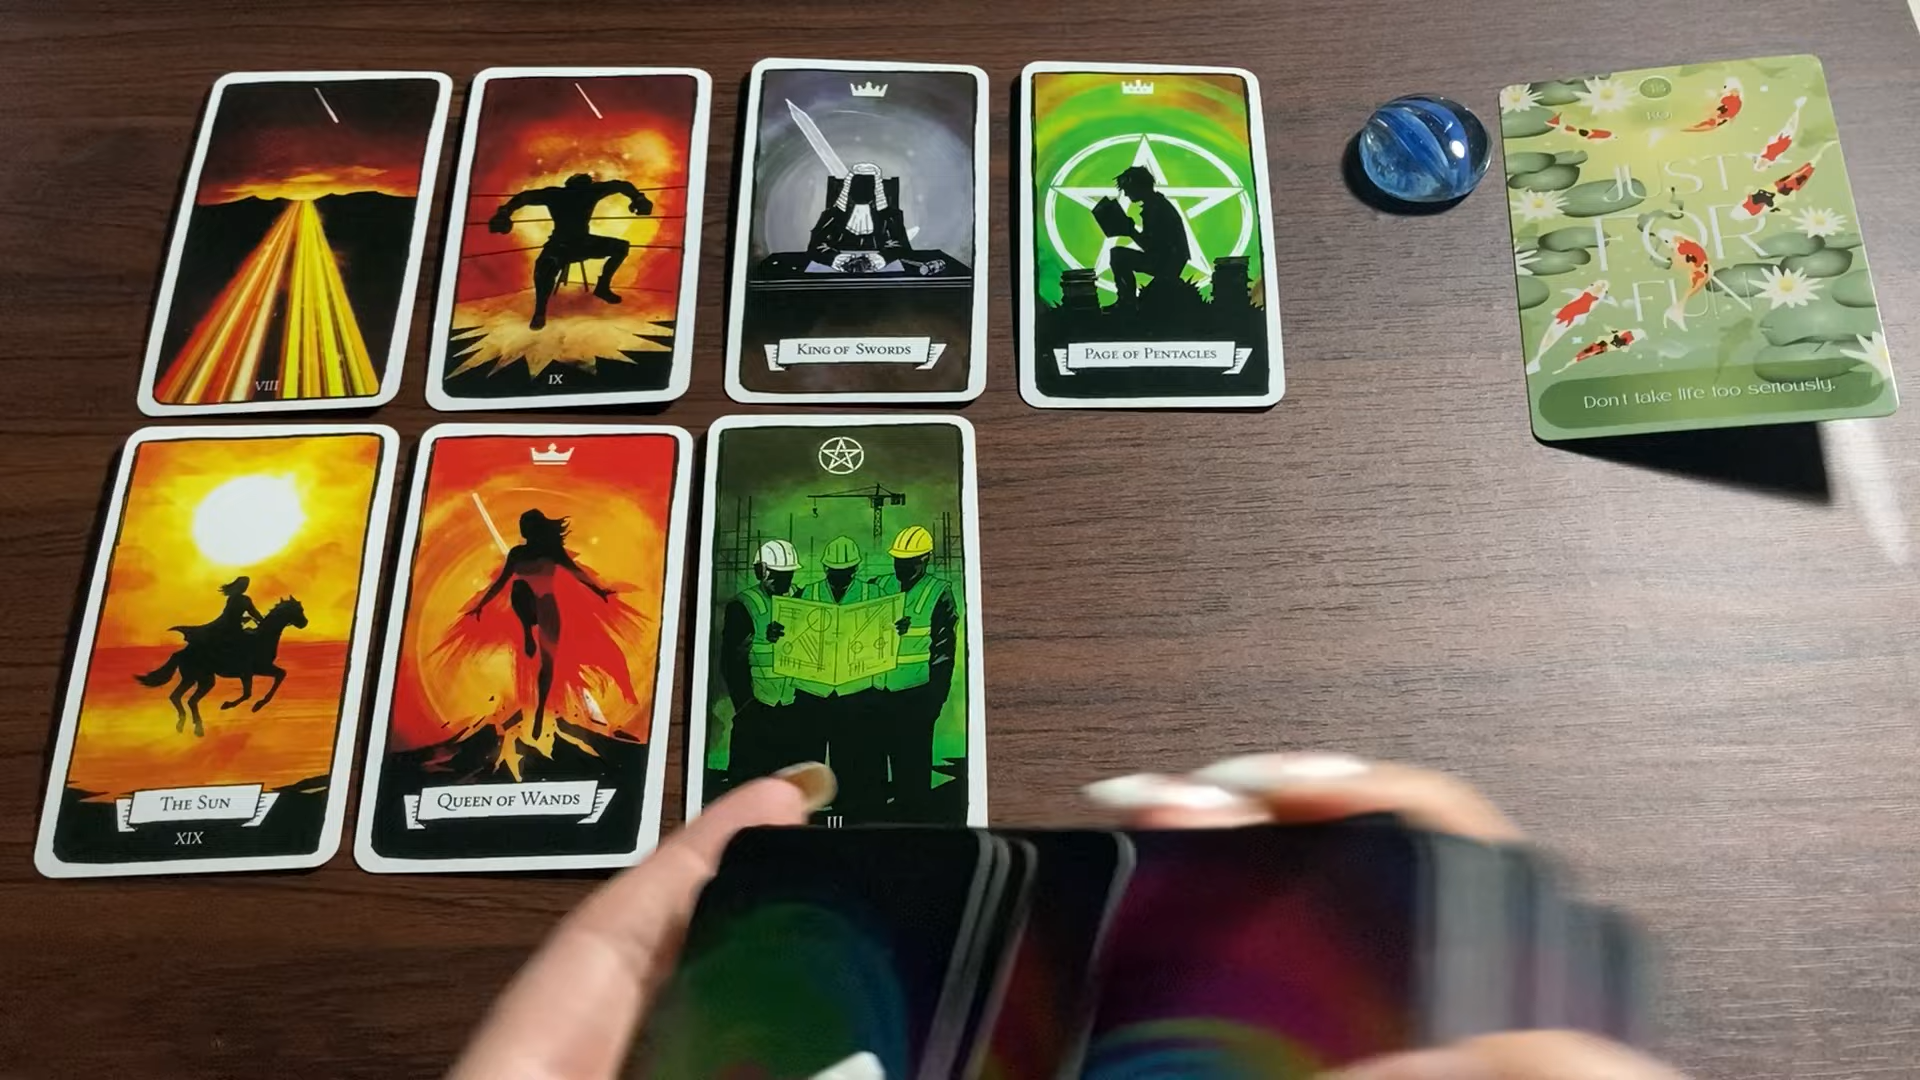 VIII
IX
KING OF SWORDS
PAGE OF PENTACLES
KOI
JUST
FOR
FUN
Don't take life too seriously.
THE SUN
XIX
QUEEN OF WANDS
III